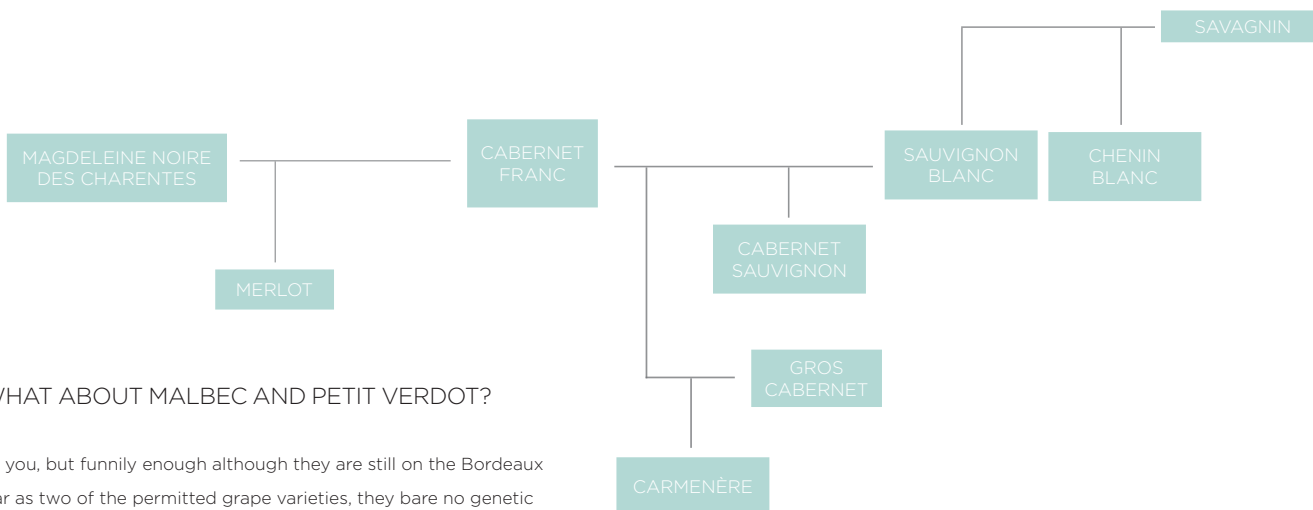 SAVAGNIN
MAGDELEINE NOIRE
DES CHARENTES
CABERNET
FRANC
SAUVIGNON
BLANC
CHENIN
BLANC
CABERNET
SAUVIGNON
MERLOT
GROS
CABERNET
CARMENÈRE
ABOUT MALBEC AND PETIT VERDOT?
you, but funnily enough although they are still on the Bordeaux
as two of the permitted grape varieties, they bare no genetic